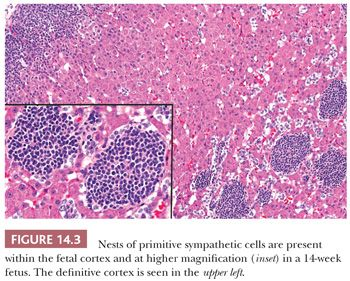 FIGURE 14.3 Nests of primitive sympathetic cells are present
within the fetal cortex and at higher magnification (inset) in a 14-week
fetus. The definitive cortex is seen in the upper left.